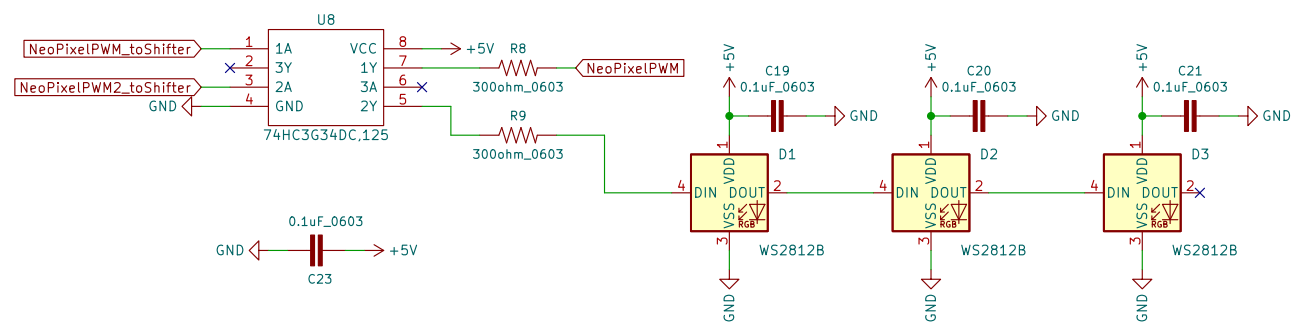 U8
NeoPixelPWM_toShifter 1 1A VCC 8 +5V
2 3Y 1Y 7 R8 300ohm_0603 NeoPixelPWM
NeoPixelPWM2_toShifter 3 2A 3A 6
GND 4 GND 2Y 5
74HC3G34DC,125
R9
300ohm_0603
+5V C19 0.1uF_0603 GND
+5V C20 0.1uF_0603 GND
+5V C21 0.1uF_0603 GND
1 D1
VDD
4 DIN DOUT 2
VSS RGB
3 WS2812B
GND
1 D2
VDD
4 DIN DOUT 2
VSS RGB
3 WS2812B
GND
1 D3
VDD
4 DIN DOUT 2
VSS RGB
3 WS2812B
GND
0.1uF_0603
GND +5V
C23